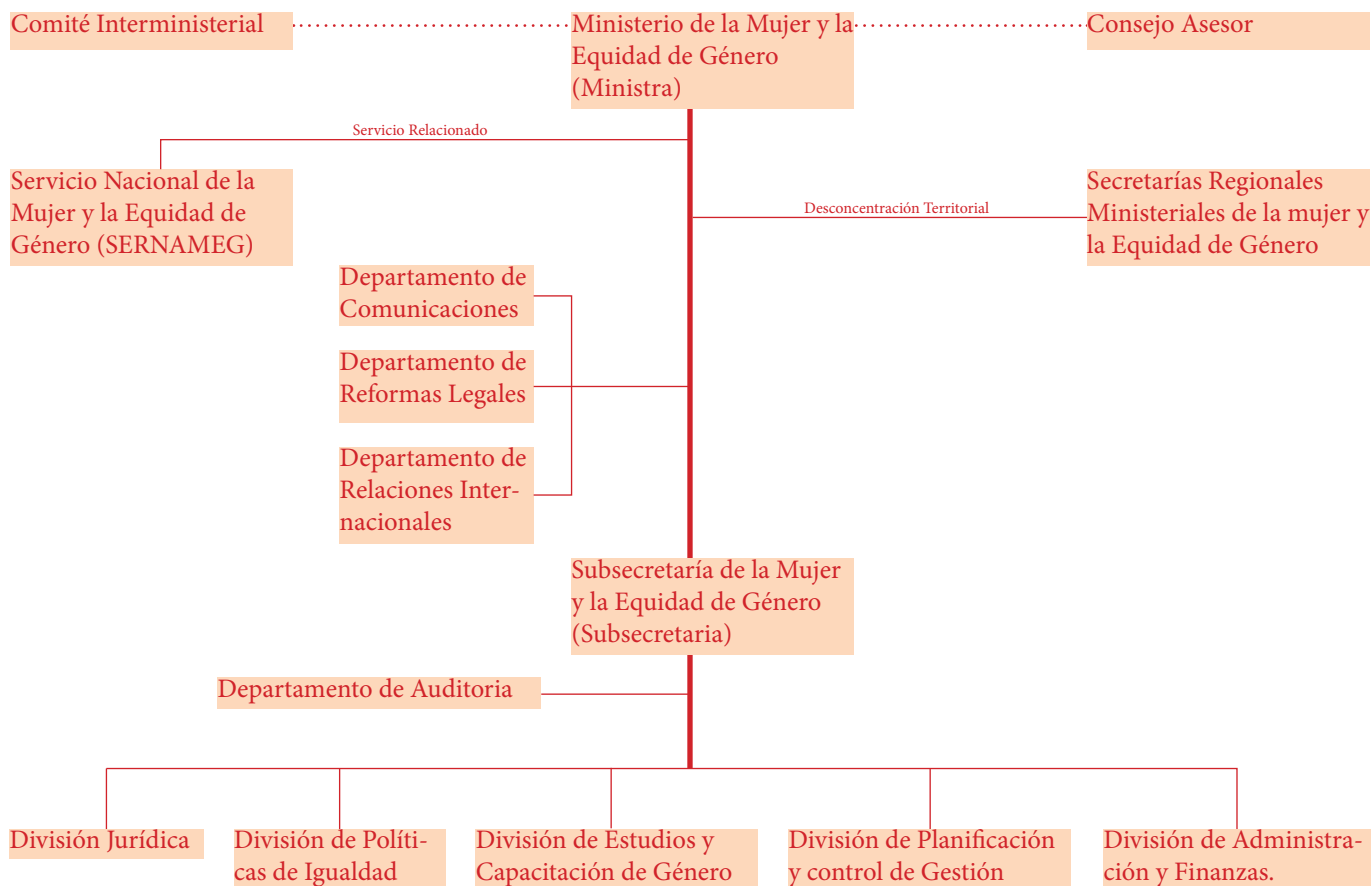 Comité Interministerial
Ministerio de la Mujer y la
Equidad de Género
(Ministra)
Consejo Asesor
Servicio Relacionado
Servicio Nacional de la
Mujer y la Equidad de
Género (SERNAMEG)
Desconcentración Territorial
Secretarías Regionales
Ministeriales de la mujer y
la Equidad de Género
Departamento de
Comunicaciones
Departamento de
Reformas Legales
Departamento de
Relaciones Inter-
nacionales
Subsecretaría de la Mujer
y la Equidad de Género
(Subsecretaria)
Departamento de Auditoria
División Jurídica
División de Políti-
cas de Igualdad
División de Estudios y
Capacitación de Género
División de Planificación
y control de Gestión
División de Administra-
ción y Finanzas.